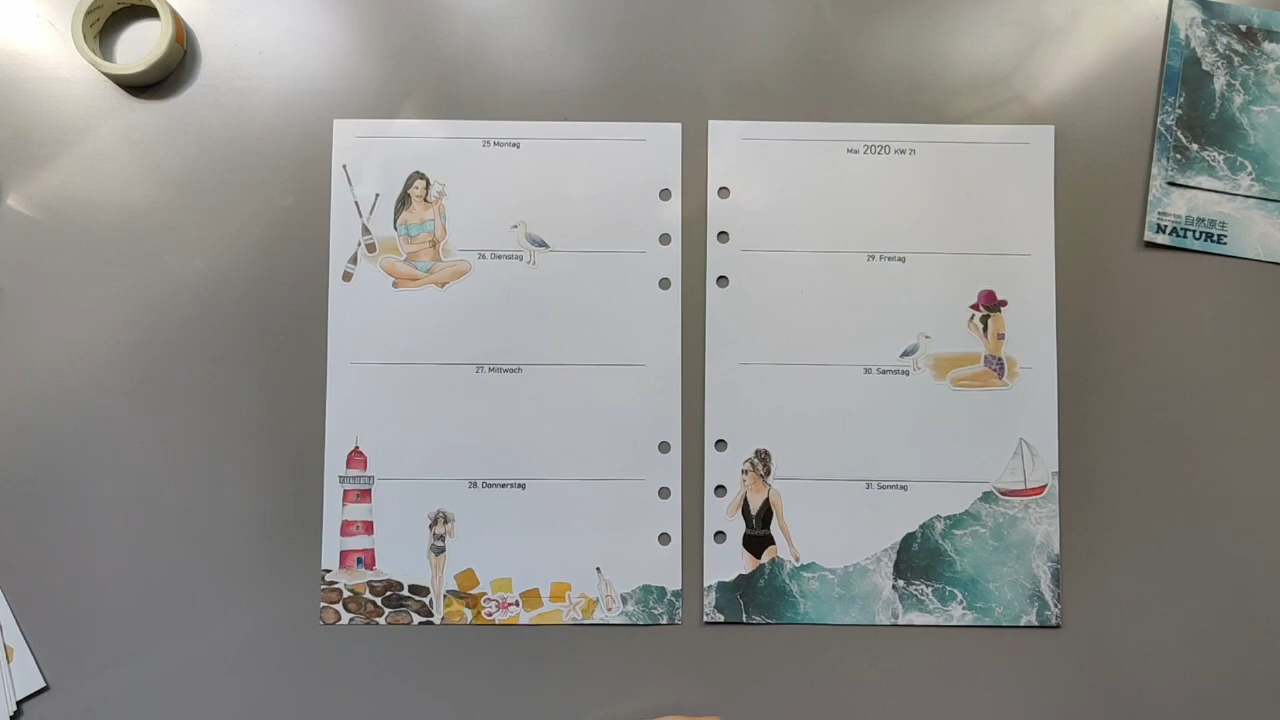 25 Montag
26. Dienstag
27. Mittwoch
28. Donnerstag
Mai 2020 KW 21
29. Freitag
30. Samstag
31. Sonntag
自然原生
NATURE